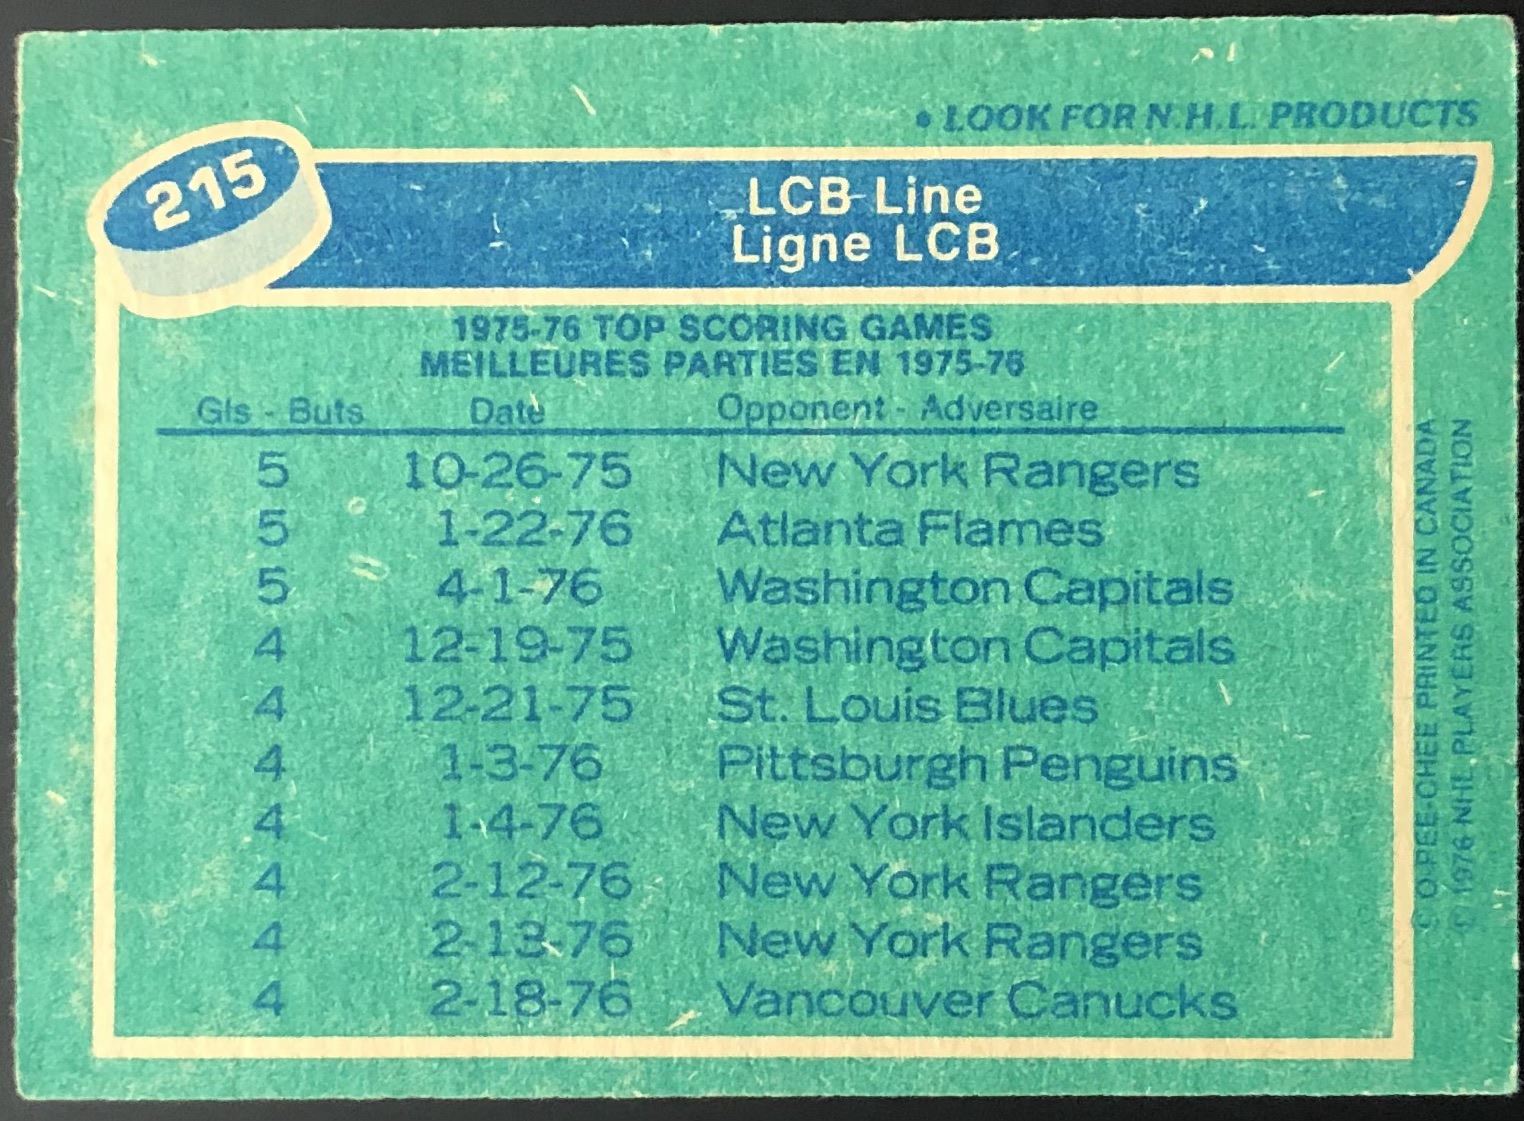 • LOOK FOR N.H.L. PRODUCTS
215
LCB Line
Ligne LCB
1975-76 TOP SCORING GAMES
MEILLEURES PARTIES EN 1975-76
Gls - Buts Date Opponent - Adversaire
5 10-26-75 New York Rangers
5 1-22-76 Atlanta Flames
5 4-1-76 Washington Capitals
4 12-19-75 Washington Capitals
4 12-21-75 St. Louis Blues
4 1-3-76 Pittsburgh Penguins
4 1-4-76 New York Islanders
4 2-12-76 New York Rangers
4 2-13-76 New York Rangers
4 2-18-76 Vancouver Canucks
© O-PEE-CHEE PRINTED IN CANADA
© 1976 NHL PLAYERS ASSOCIATION